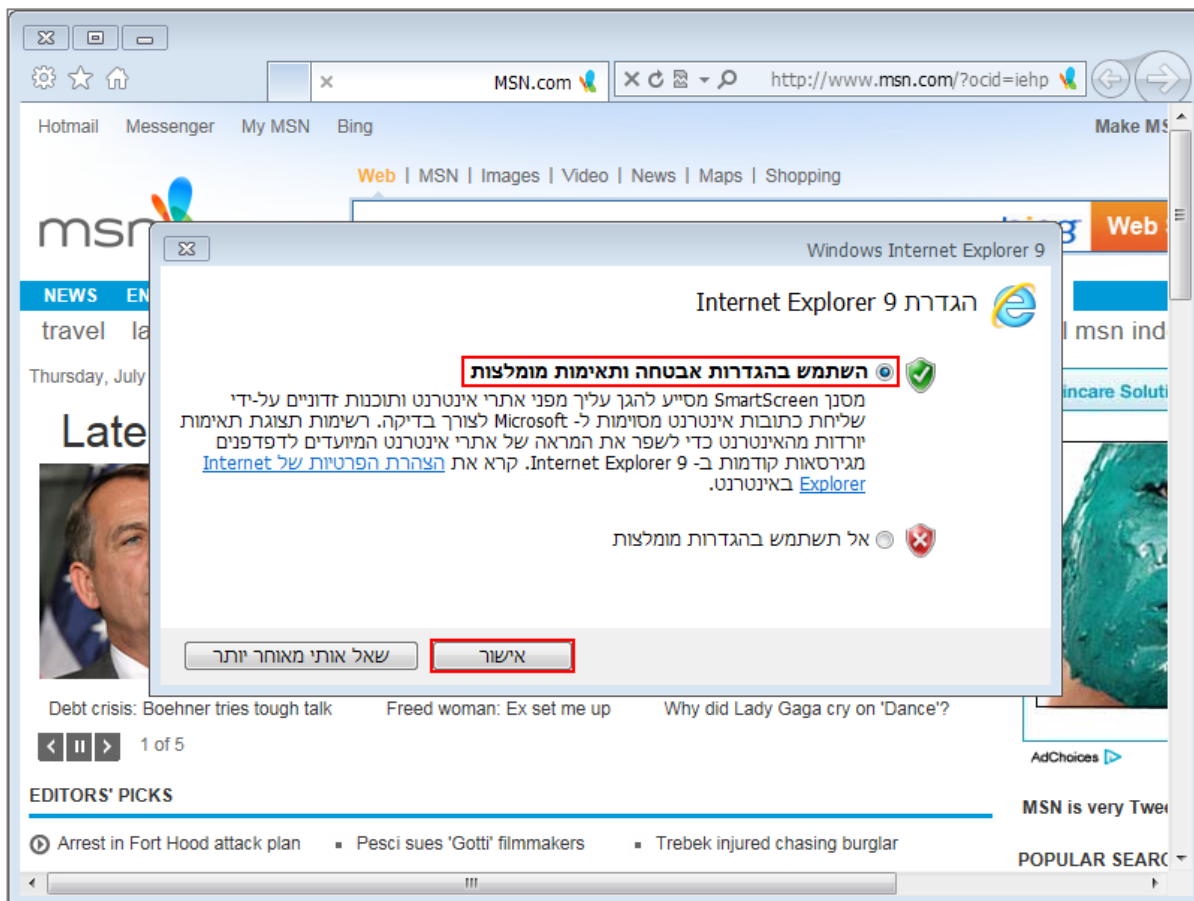 MSN.com
http://www.msn.com/?ocid=iehp
Hotmail Messenger My MSN Bing
Make
Web | MSN | Images | Video | News | Maps | Shopping
msn
Web
Windows Internet Explorer 9
הגדרת Internet Explorer 9
השתמש בהגדרות אבטחה ותאימות מומלצות
מסנך SmartScreen מסייע להגן עליך מפני אתרי אינטרנט ותוכנות זדוניים על-ידי
שליחת כתובות אינטרנט מסוימות ל- Microsoft לצורך בדיקה. רשימות תצוגת תאימות
יורדות מהאינטרנט כדי לשפר את המראה של אתרי אינטרנט המיועדים לדפדפנים
מגירסאות קודמות ב- Internet Explorer 9. קרא את הצהרת הפרטיות של Internet
Explorer באינטרנט.
אל תשתמש בהגדרות מומלצות
אישור
שאל אותי מאוחר יותר
NEWS
travel
msn
Thursday, July
Late
Debt crisis: Boehner tries tough talk
Freed woman: Ex set me up
Why did Lady Gaga cry on 'Dance'?
1 of 5
AdChoices
EDITORS' PICKS
MSN is very
Arrest in Fort Hood attack plan
Pesci sues 'Gotti' filmmakers
Trebek injured chasing burglar
POPULAR